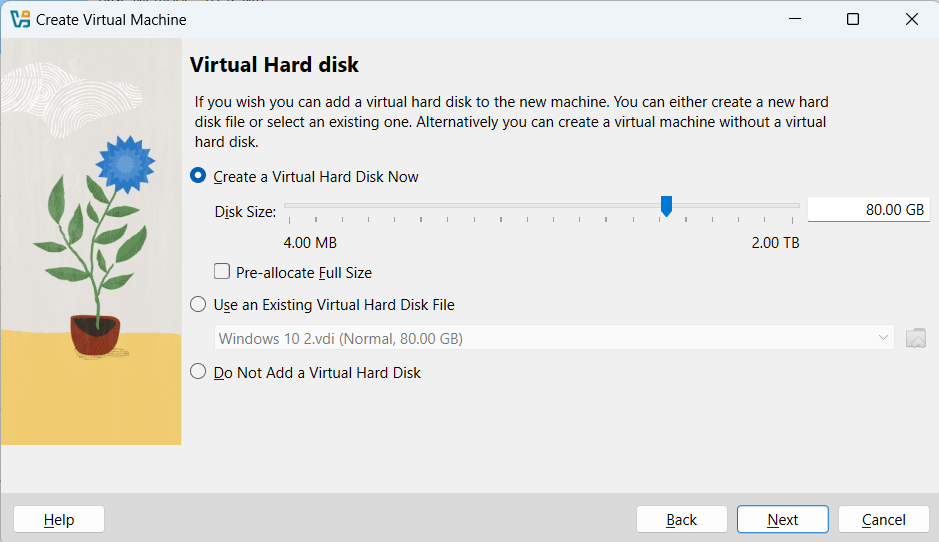 Create Virtual Machine
Virtual Hard disk
If you wish you can add a virtual hard disk to the new machine. You can either create a new hard
disk file or select an existing one. Alternatively you can create a virtual machine without a virtual
hard disk.
Create a Virtual Hard Disk Now
Disk Size:
80.00 GB
4.00 MB
2.00 TB
Pre-allocate Full Size
Use an Existing Virtual Hard Disk File
Windows 10 2.vdi (Normal, 80.00 GB)
Do Not Add a Virtual Hard Disk
Help
Back
Next
Cancel